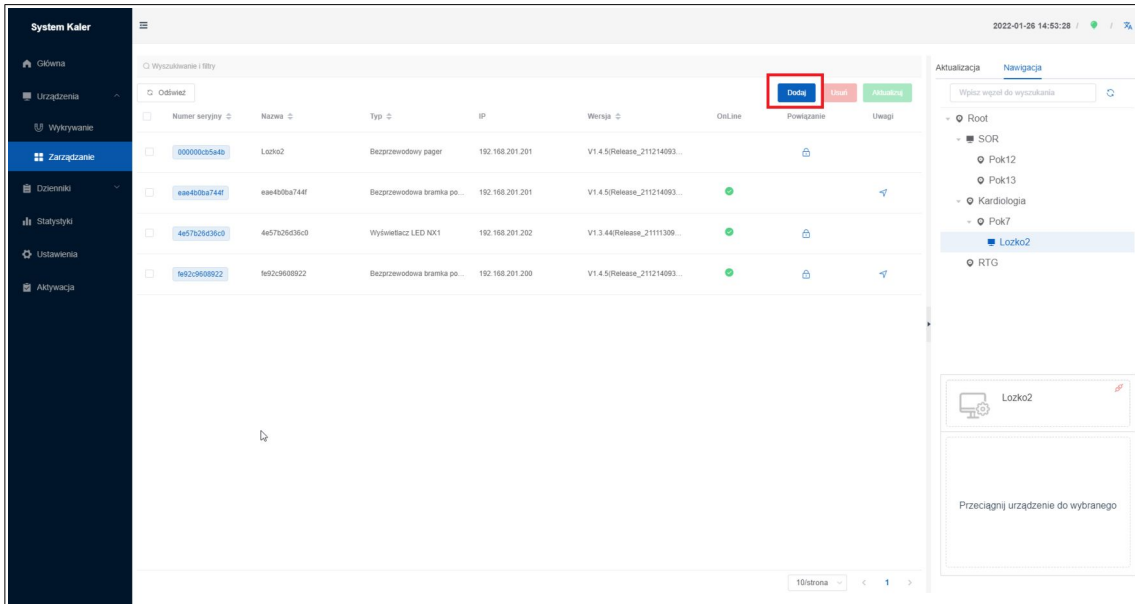 System Kaler
2022-01-26 14:53:28 /
/
Główna
Urządzenia
Wykrywanie
Zarządzanie
Dzienniki
Statystyki
Ustawienia
Aktywacja
Wyszukiwanie i filtry
Odśwież
Dodaj
Usuń
Aktualizuj
Numer seryjny
Nazwa
Typ
IP
Wersja
OnLine
Powiązanie
Uwagi
000000cb5a4b
Lozko2
Bezprzewodowy pager
192.168.201.201
V1.4.5(Release_211214093...
eae4b0ba744f
eae4b0ba744f
Bezprzewodowa bramka po...
192.168.201.201
V1.4.5(Release_211214093...
4e57b26d36c0
4e57b26d36c0
Wyświetlacz LED NX1
192.168.201.202
V1.3.44(Release_21111309...
fe92c9608922
fe92c9608922
Bezprzewodowa bramka po...
192.168.201.200
V1.4.5(Release_211214093...
10/strona
1
Aktualizacja
Nawigacja
Wpisz węzeł do wyszukania
Root
SOR
Pok12
Pok13
Kardiologia
Pok7
Lozko2
RTG
Lozko2
Przeciągnij urządzenie do wybranego